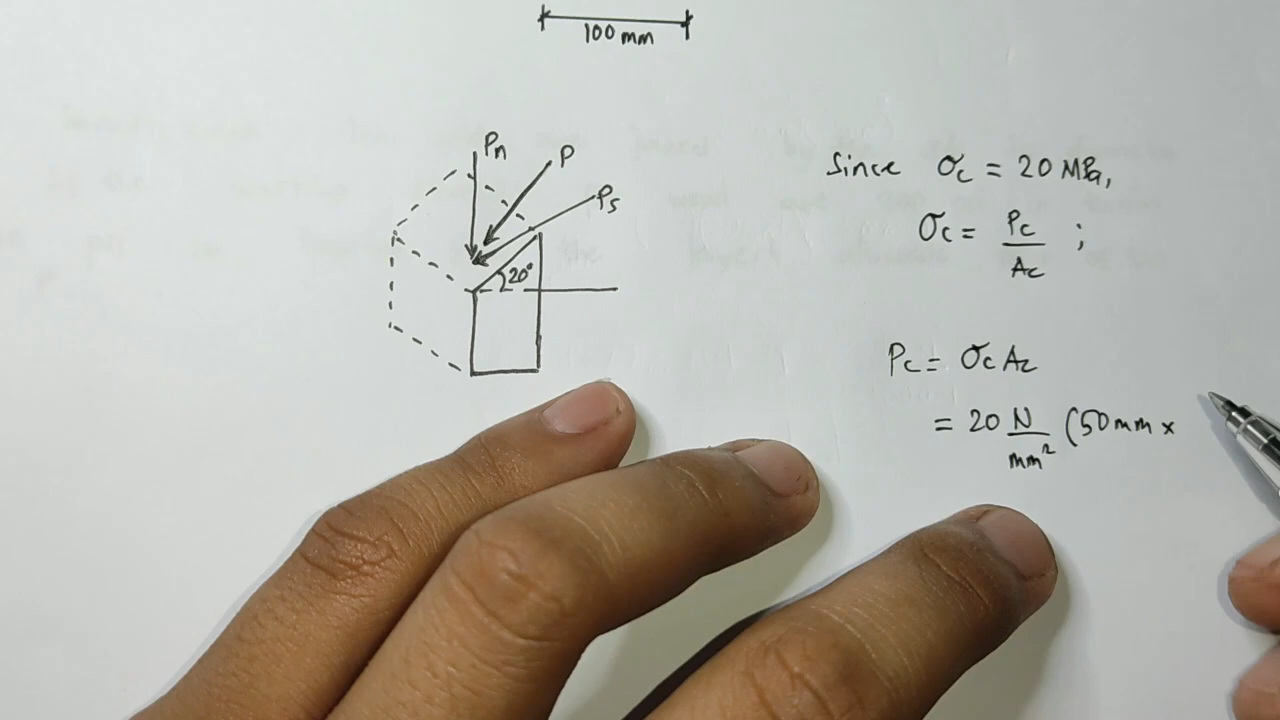 100 mm
Pn
P
Ps
20°
Since σc = 20 MPa,
σc = Pc / Ac ;
Pc = σc Ac
= 20 N/mm² (50 mm x